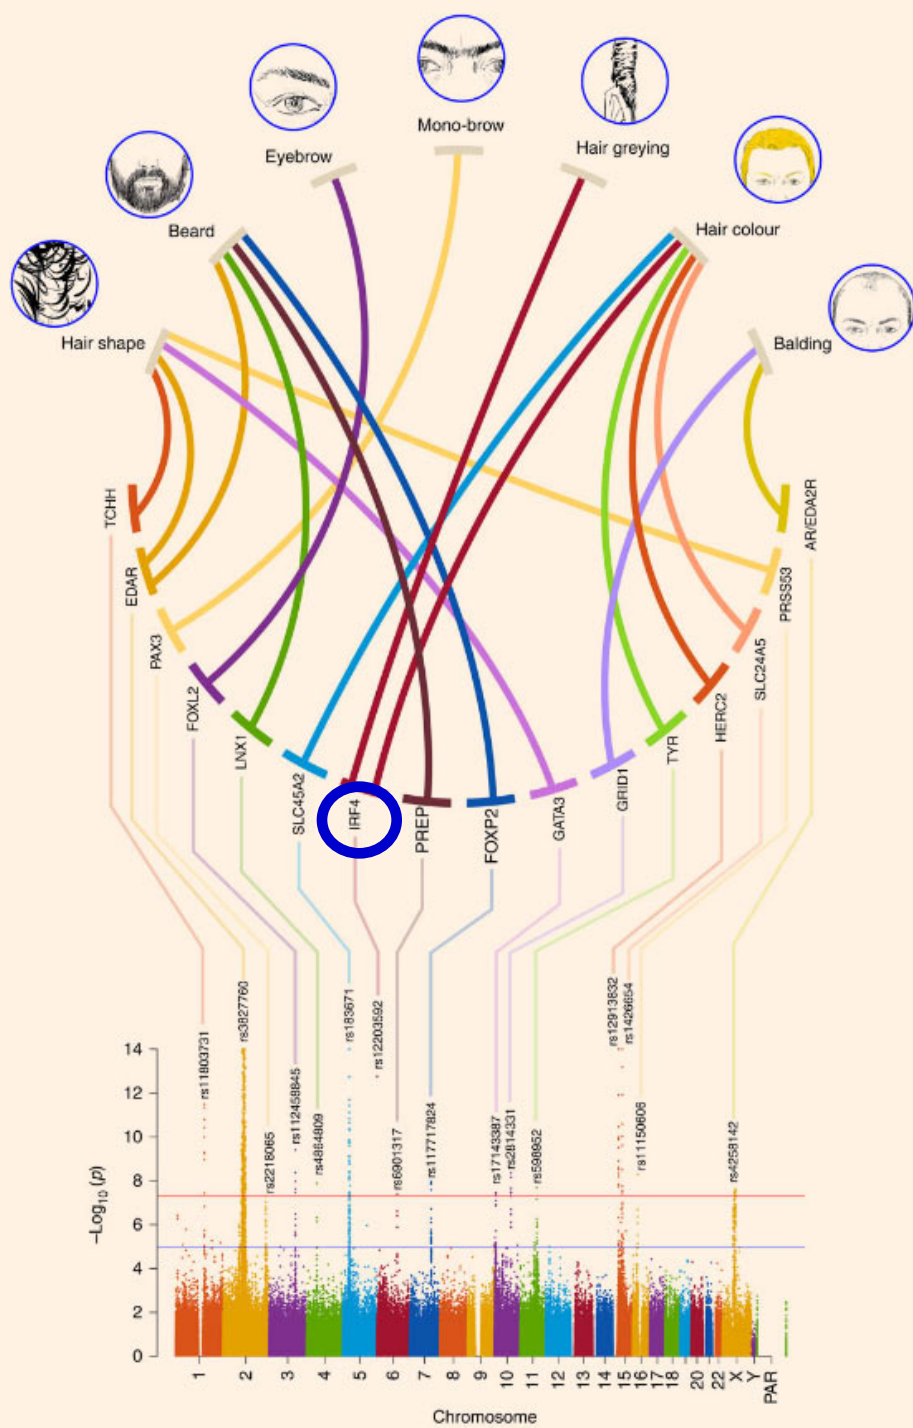 Mono-brow
Eyebrow
Hair greying
Beard
Hair colour
Hair shape
Balding
TCHH
EDAR
PAX3
FOXL2
LNX1
SLC45A2
IRF4
PREP
FOXP2
GATA3
GRID1
TYR
HERC2
SLC24A5
PRSS53
AR/EDA2R
rs11803731
rs3827760
rs2218065
rs112458845
rs4864809
rs183671
rs12203592
rs6901317
rs117717824
rs17143387
rs2814331
rs598952
rs12913832
rs1426654
rs11150606
rs4258142
–Log10 (p)
14
12
10
8
6
4
2
0
1 2 3 4 5 6 7 8 9 10 11 12 13 14 15 16 17 18 20 22 X Y PAR
Chromosome